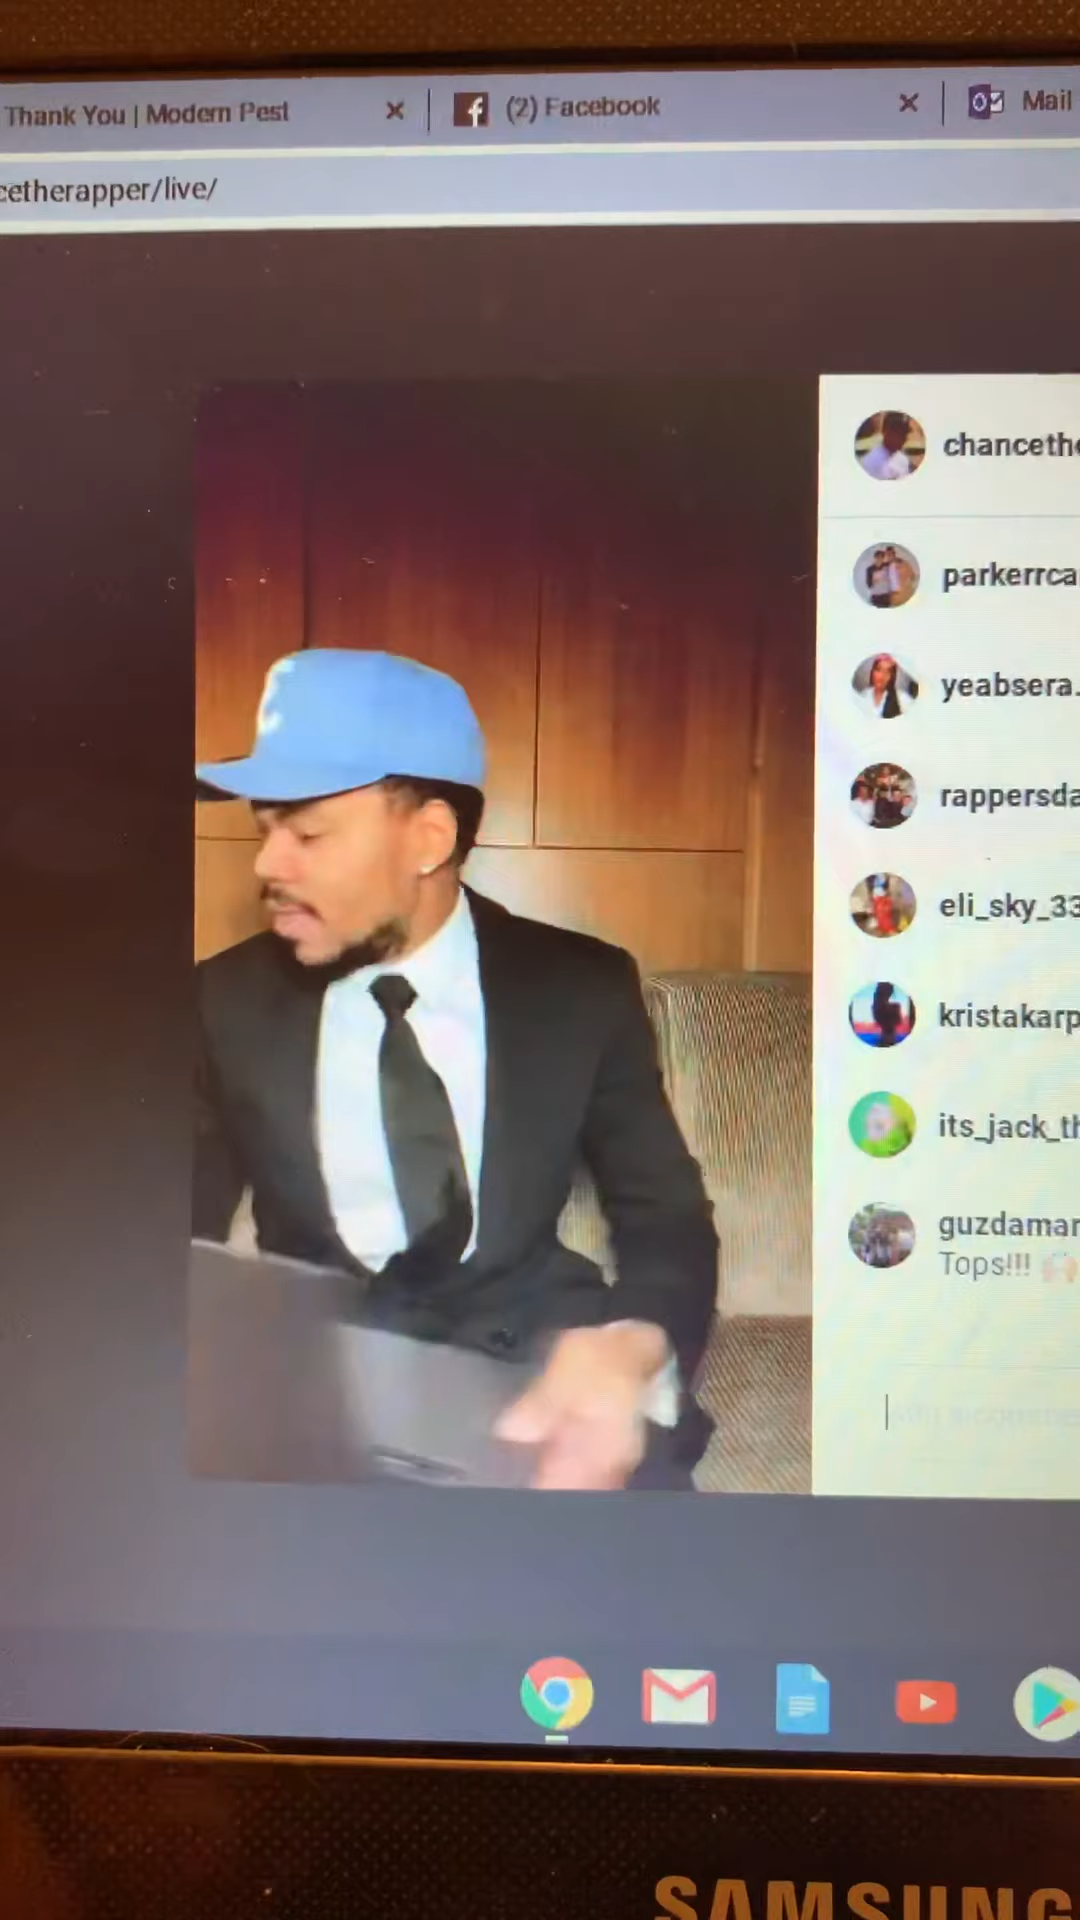 Thank You | Modern Pest
(2) Facebook
Mail
cetherapper/live/
chancethe
parkerrca
yeabsera.
rappersda
eli_sky_33
kristakarp
its_jack_th
guzdamar
Tops!!!
SAMSUNG